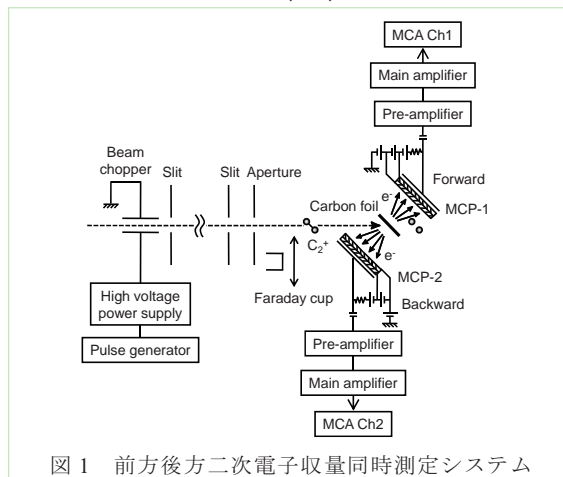 MCA Ch1
Main amplifier
Pre-amplifier
Beam
chopper
Slit
Slit
Aperture
Forward
e-
Carbon foil
MCP-1
C₂⁺
e-
MCP-2
Faraday cup
Backward
High voltage
power supply
Pulse generator
Pre-amplifier
Main amplifier
MCA Ch2
図1 前方後方二次電子収量同時測定システム